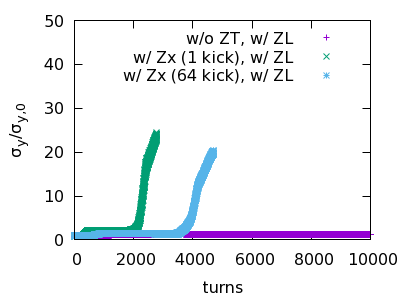 50
40
30
20
10
0
σy/σy,0
w/o ZT, w/ ZL
w/ Zx (1 kick), w/ ZL
w/ Zx (64 kick), w/ ZL
0 2000 4000 6000 8000 10000
turns